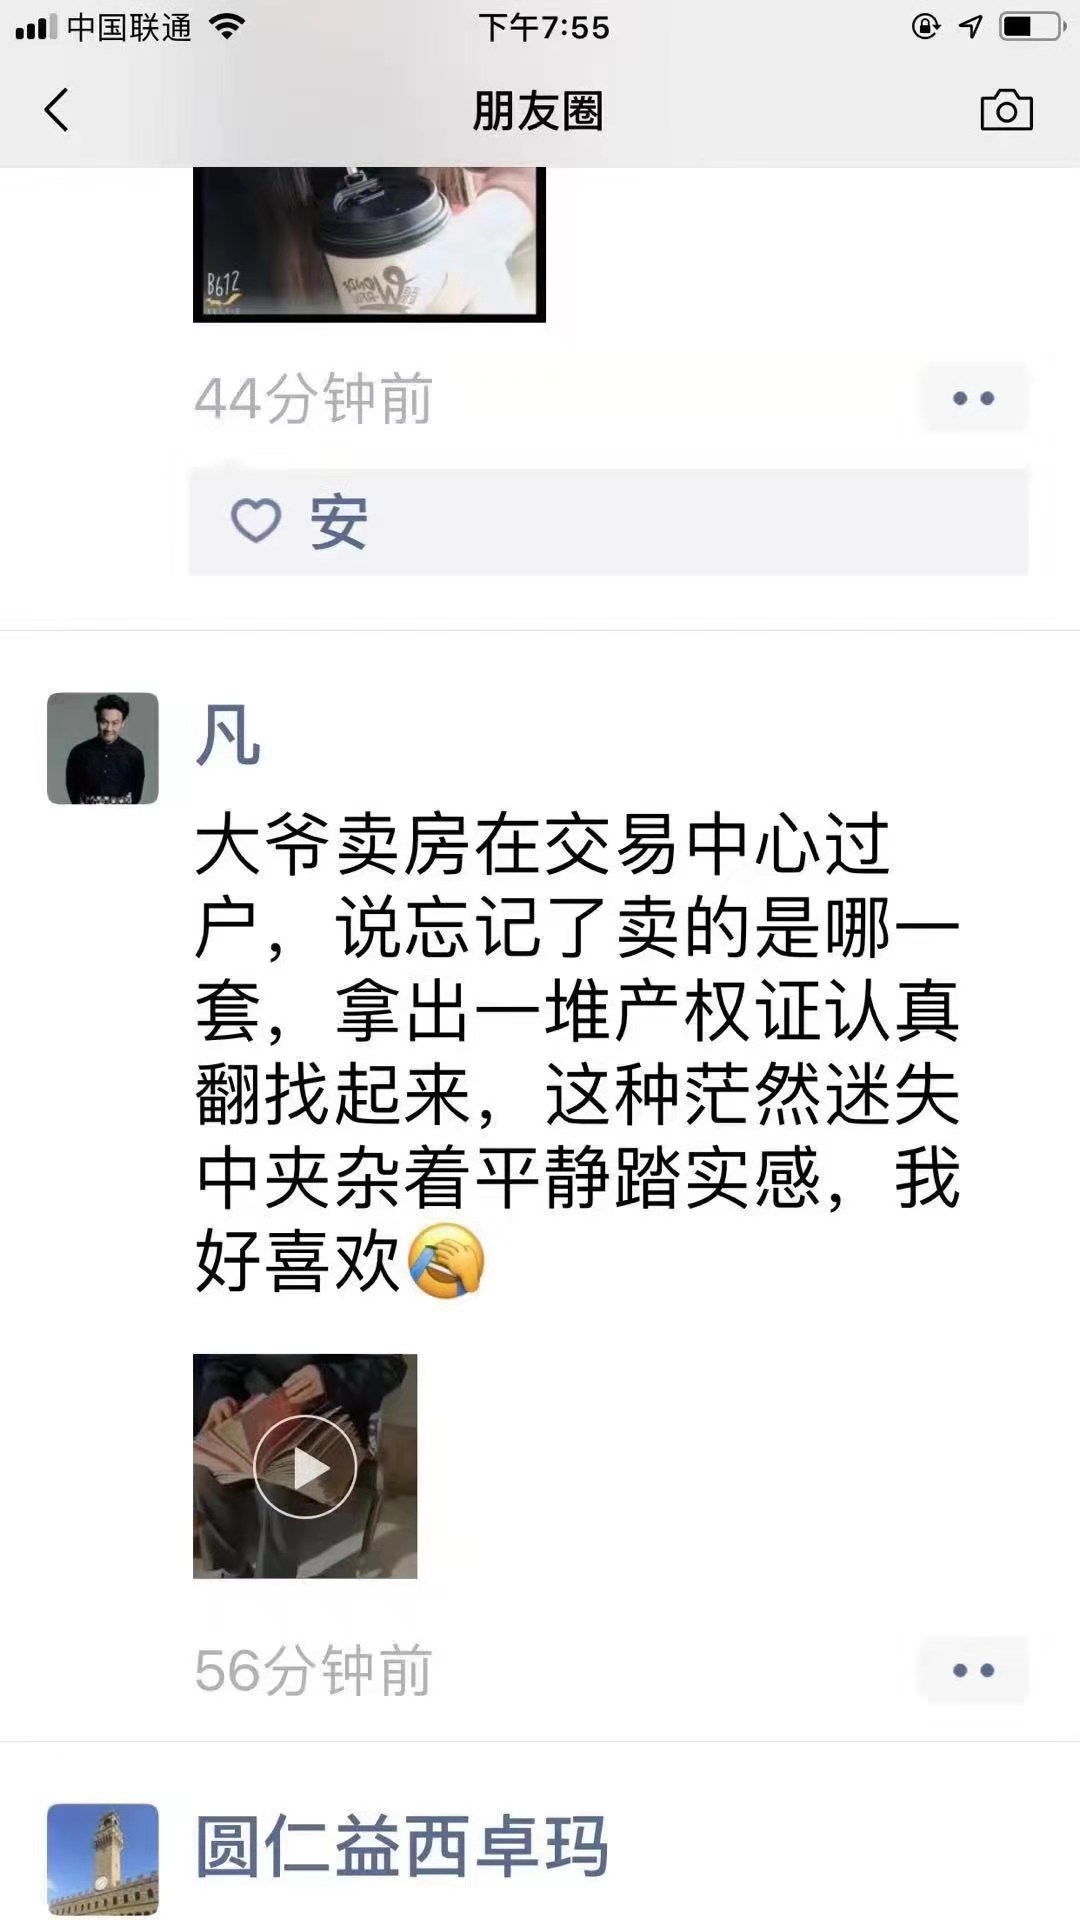 中国联通
下午7:55
朋友圈
B612
44分钟前
安
凡
大爷卖房在交易中心过
户，说忘记了卖的是哪一
套，拿出一堆产权证认真
翻找起来，这种茫然迷失
中夹杂着平静踏实感，我
好喜欢🤣
56分钟前
圆仁益西卓玛